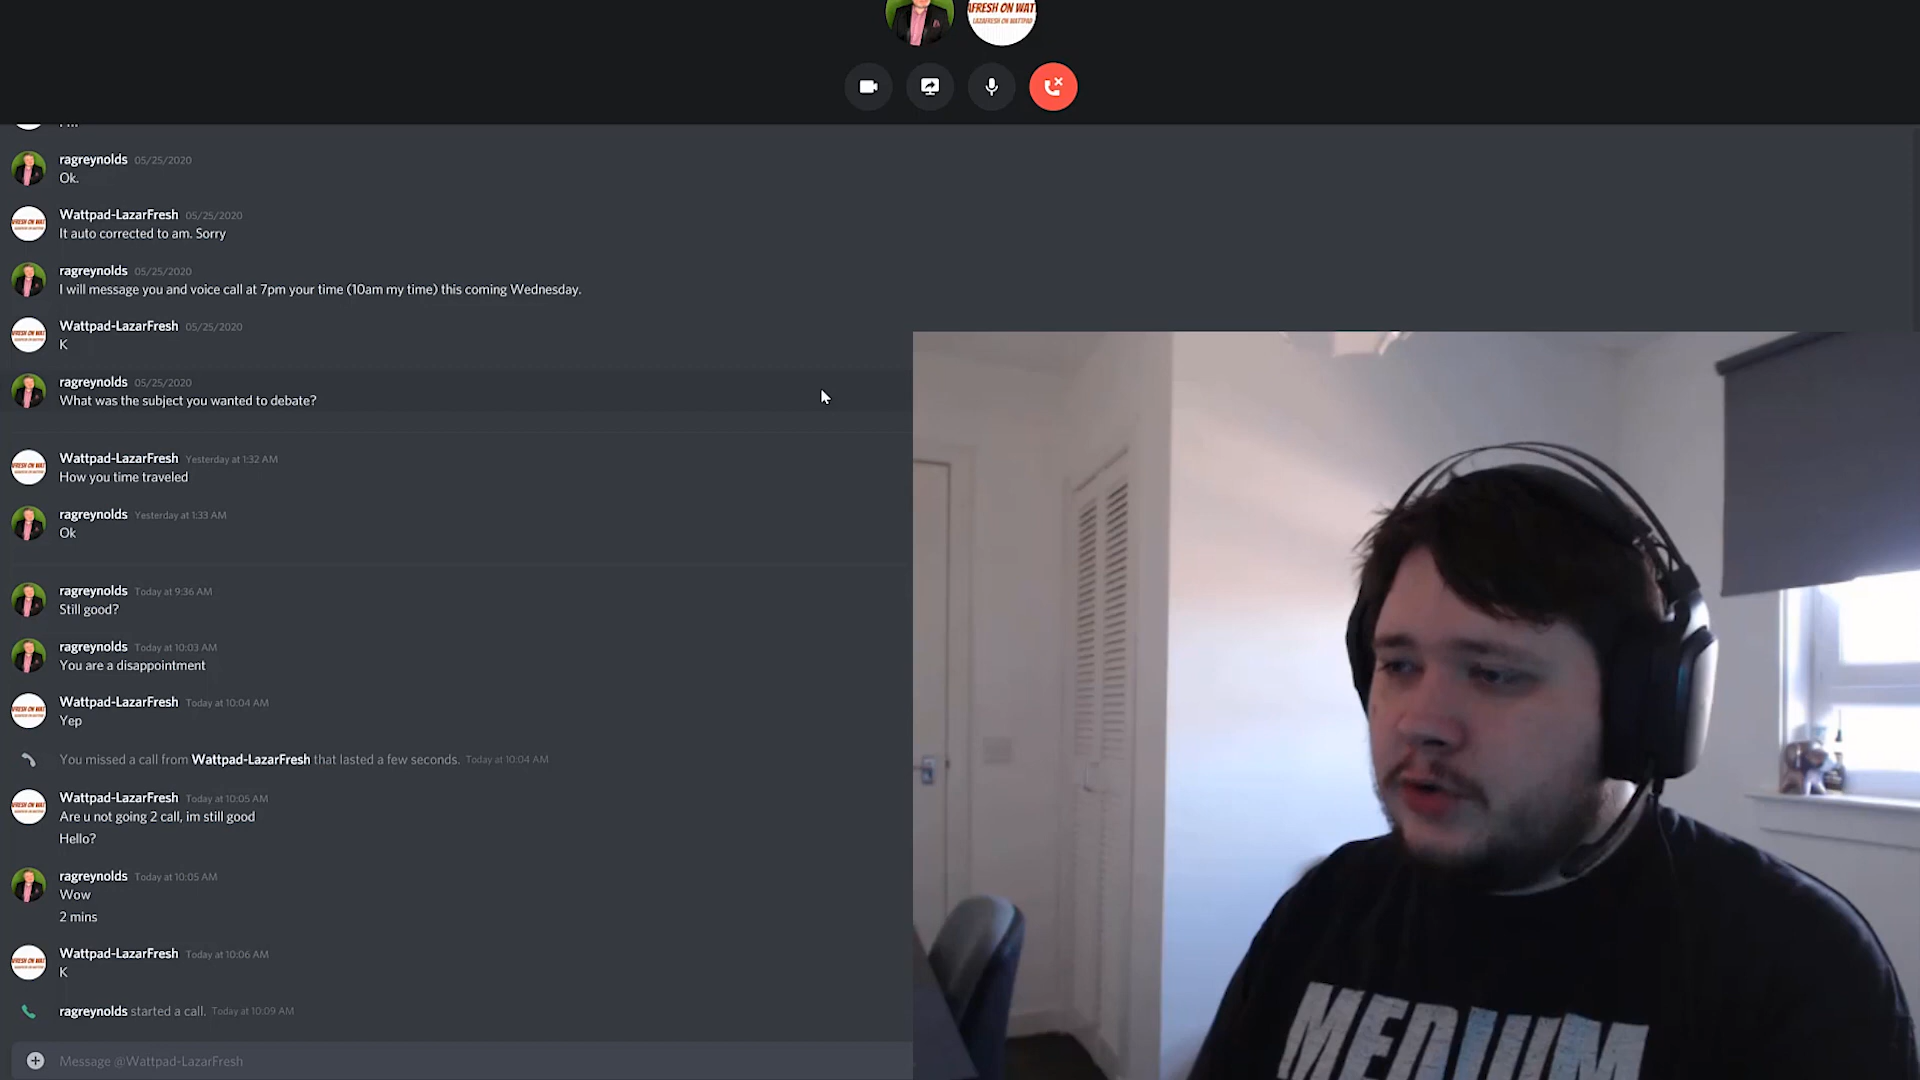 AFRESH ON WAT
LAZAFRESH ON WATTPAD
ragreynolds 05/25/2020
Ok.
Wattpad-LazarFresh 05/25/2020
It auto corrected to am. Sorry
ragreynolds 05/25/2020
I will message you and voice call at 7pm your time (10am my time) this coming Wednesday.
Wattpad-LazarFresh 05/25/2020
K
ragreynolds 05/25/2020
What was the subject you wanted to debate?
Wattpad-LazarFresh Yesterday at 1:32 AM
How you time traveled
ragreynolds Yesterday at 1:33 AM
Ok
ragreynolds Today at 9:36 AM
Still good?
ragreynolds Today at 10:03 AM
You are a disappointment
Wattpad-LazarFresh Today at 10:04 AM
Yep
You missed a call from Wattpad-LazarFresh that lasted a few seconds. Today at 10:04 AM
Wattpad-LazarFresh Today at 10:05 AM
Are u not going 2 call, im still good
Hello?
ragreynolds Today at 10:05 AM
Wow
2 mins
Wattpad-LazarFresh Today at 10:06 AM
K
ragreynolds started a call. Today at 10:09 AM
Message @Wattpad-LazarFresh
MEDIUM